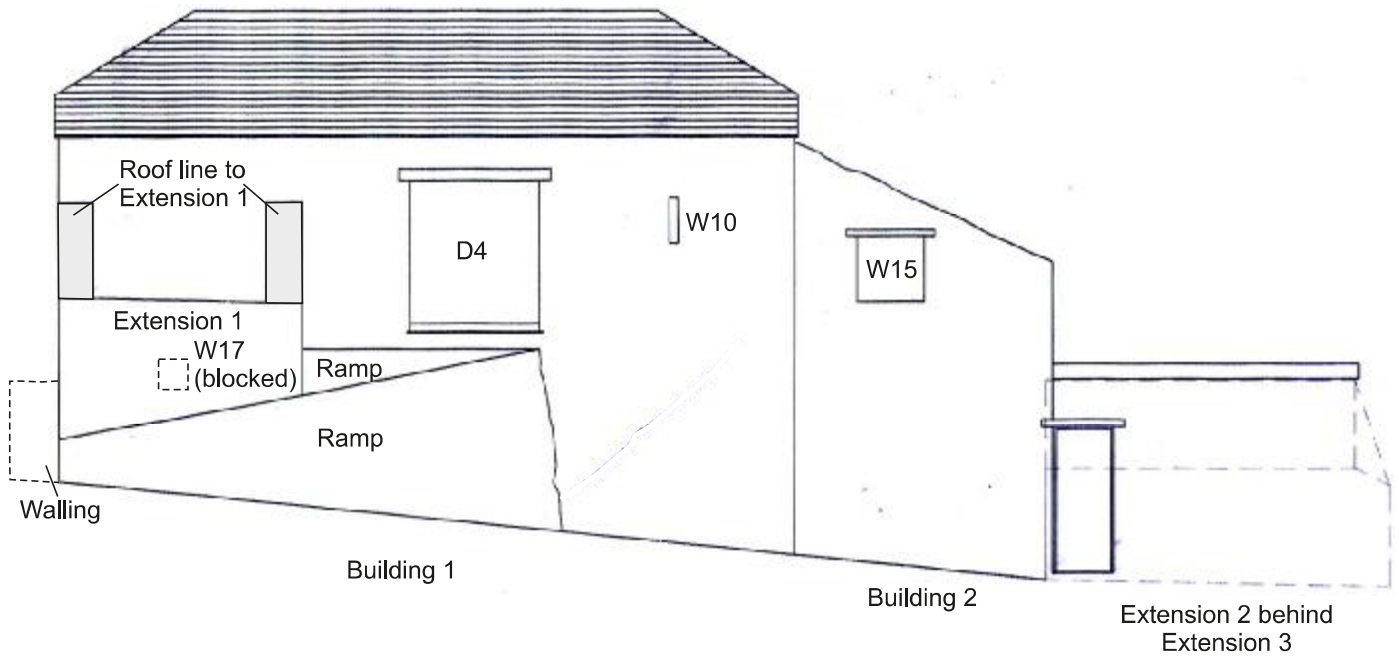 Roof line to
Extension 1
D4
W10
W15
Extension 1
W17
(blocked)
Ramp
Ramp
Walling
Building 1
Building 2
Extension 2 behind
Extension 3